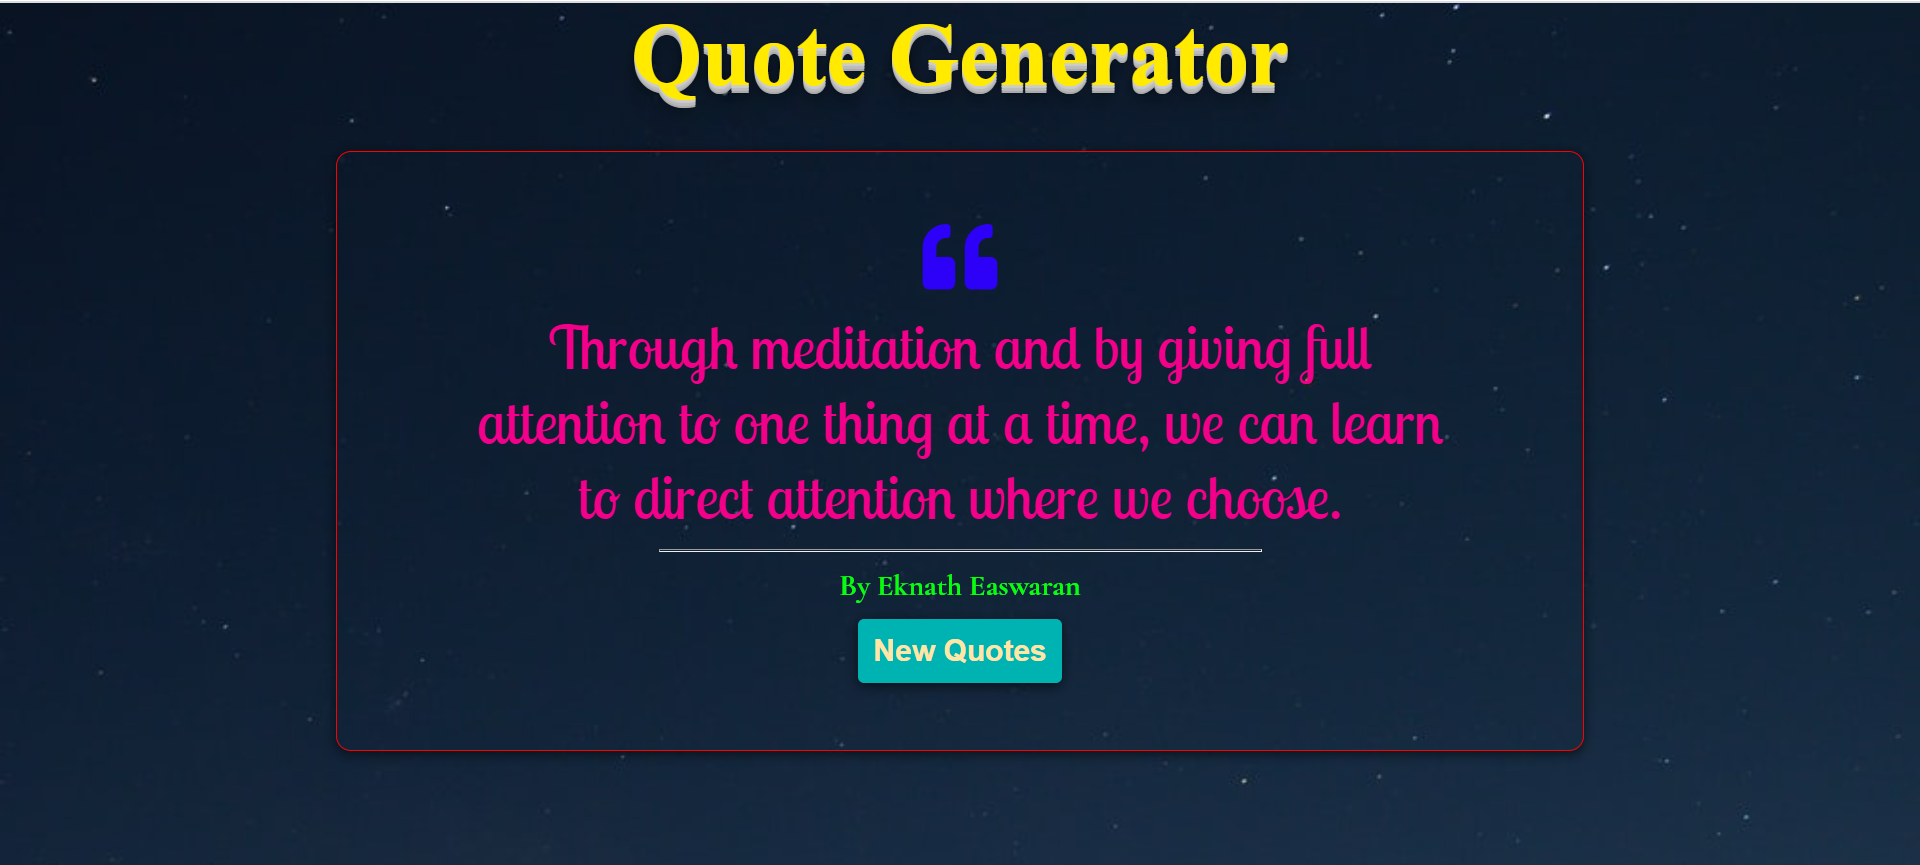 Quote Generator
“
Through meditation and by giving full
attention to one thing at a time, we can learn
to direct attention where we choose.
By Eknath Easwaran
New Quotes